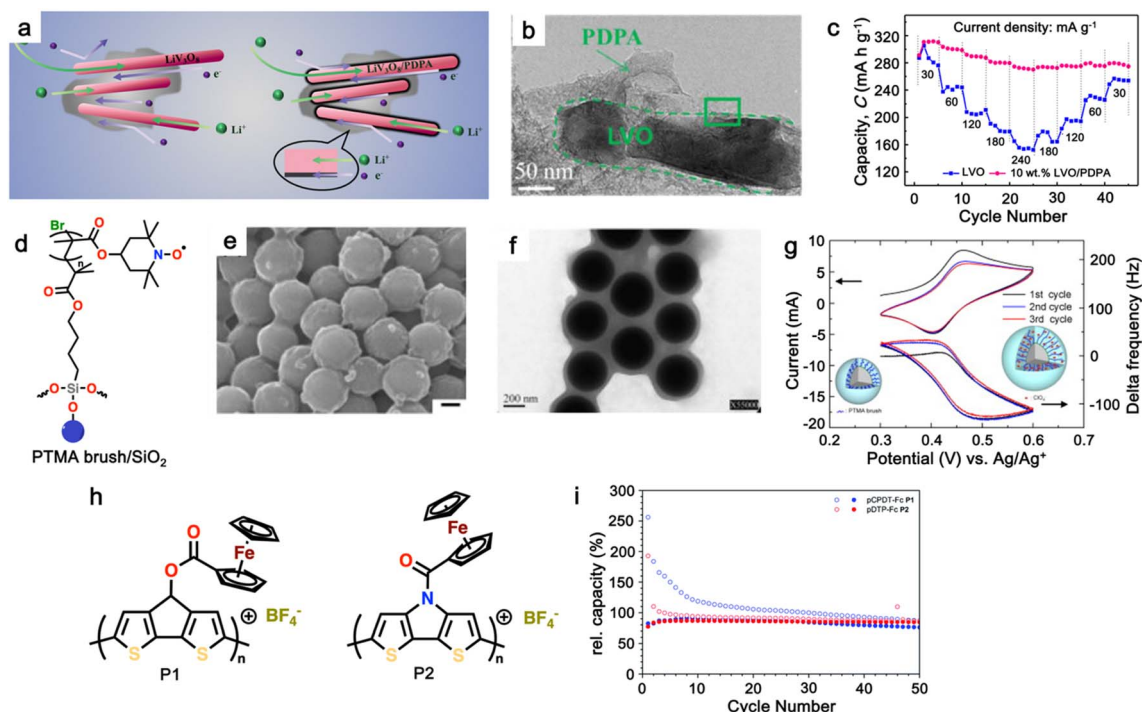 a
LiV₃O₈
e⁻
Li⁺
LiV₃O₈/PDPA
e⁻
Li⁺
Li⁺
e⁻
b
PDPA
LVO
50 nm
c
Current density: mA g⁻¹
Capacity, C (mA h g⁻¹)
320
280
240
200
160
120
30
60
120
180
240
180
120
60
30
LVO
10 wt.% LVO/PDPA
0
10
20
30
40
Cycle Number
d
Br
n
O
O
N-O•
O
O
O Si O
O
PTMA brush/SiO₂
e
f
200 nm
X55000
g
Current (mA)
10
5
0
-5
-10
-15
-20
1st cycle
2nd cycle
3rd cycle
PTMA brush
Delta frequency (Hz)
200
100
0
-100
0.2
0.3
0.4
0.5
0.6
0.7
Potential (V) vs. Ag/Ag⁺
h
O
O
Fe
S
S
n
⊕ BF₄⁻
P1
Fe
O
N
S
S
n
⊕ BF₄⁻
P2
i
rel. capacity (%)
300
250
200
150
100
50
0
pCPDT-Fc P1
pDTP-Fc P2
0
10
20
30
40
50
Cycle Number